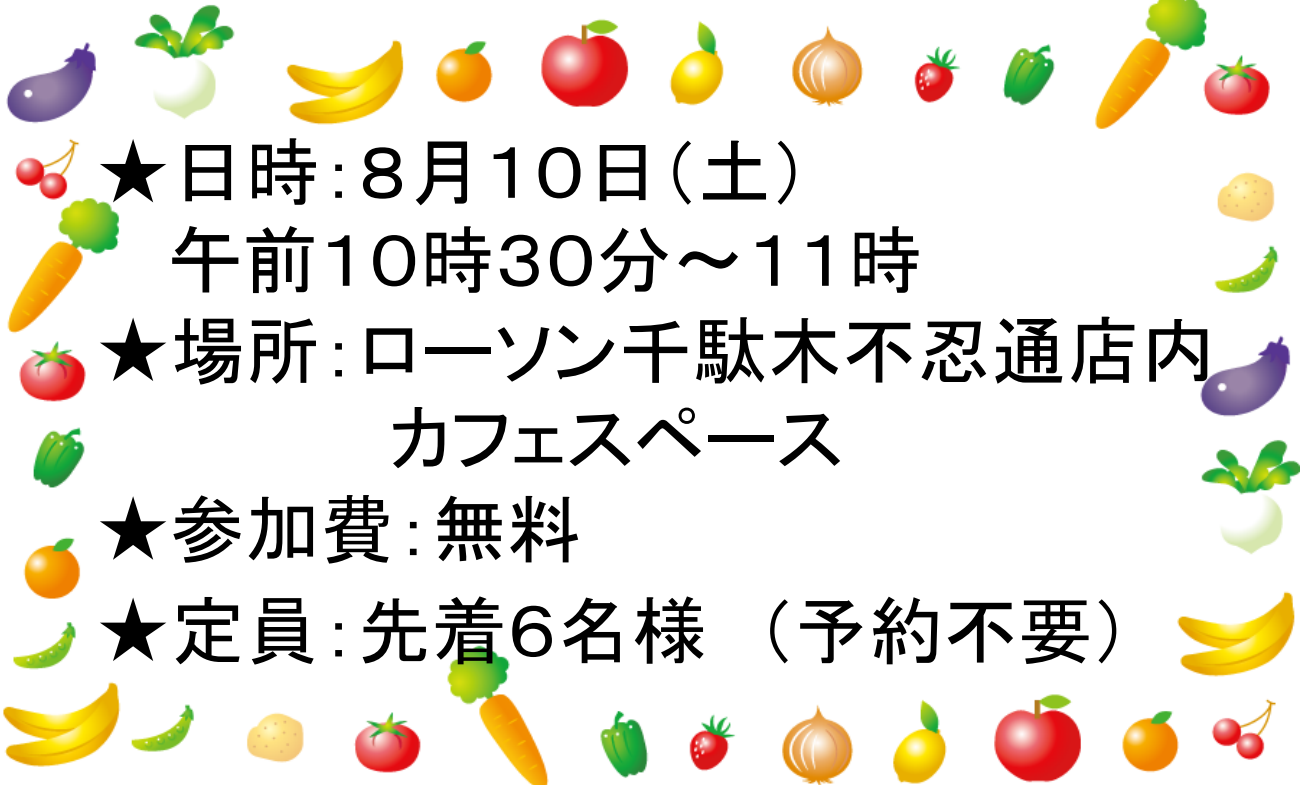 ★日時：８月１０日（土）
午前１０時３０分～１１時
★場所：ローソン千駄木不忍通店内
カフェスペース
★参加費：無料
★定員：先着６名様　（予約不要）